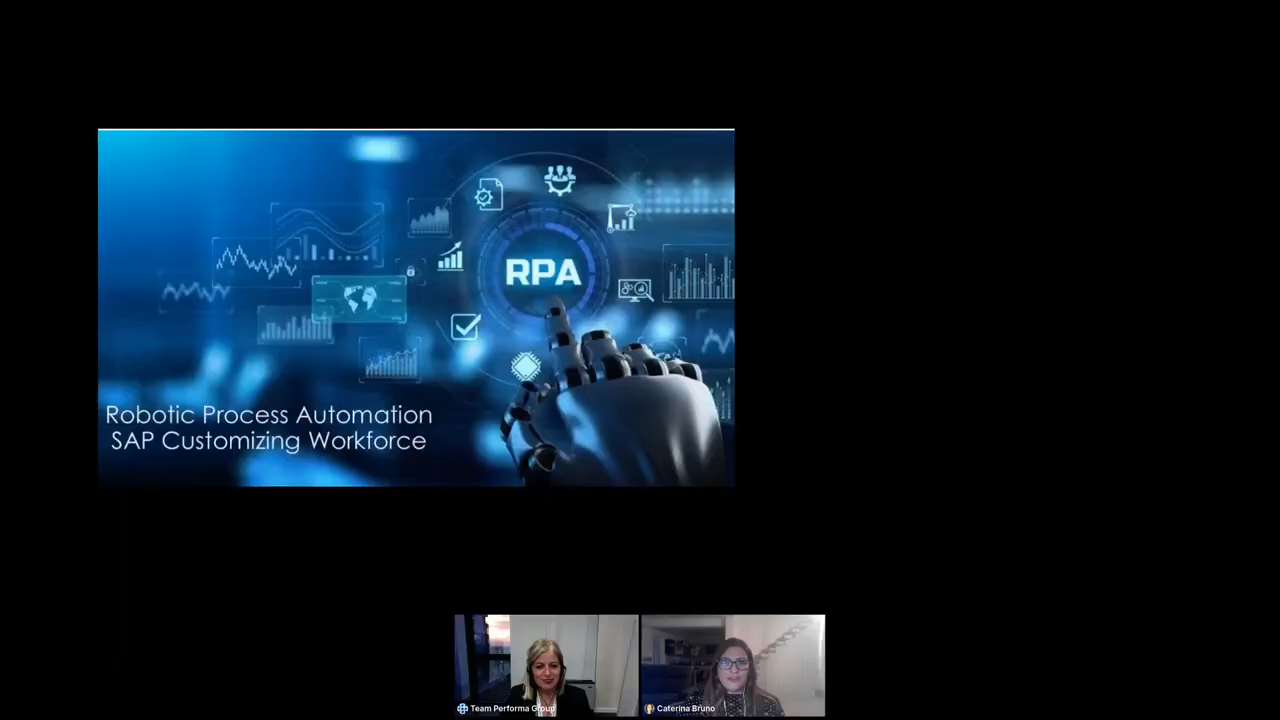 RPA
Robotic Process Automation
SAP Customizing Workforce
Team Performa Group
Caterina Bruno